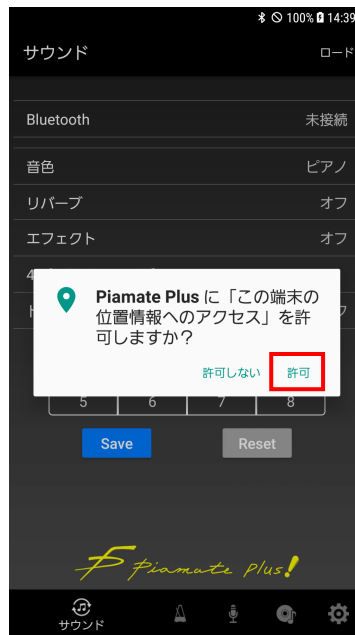 100% 14:39
サウンド ロード
Bluetooth 未接続
音色 ピアノ
リバーブ オフ
エフェクト オフ
4
Piamate Plus に「この端末の
位置情報へのアクセス」を許
可しますか？
許可しない 許可
5 6 7 8
Save Reset
Piamate Plus!
サウンド